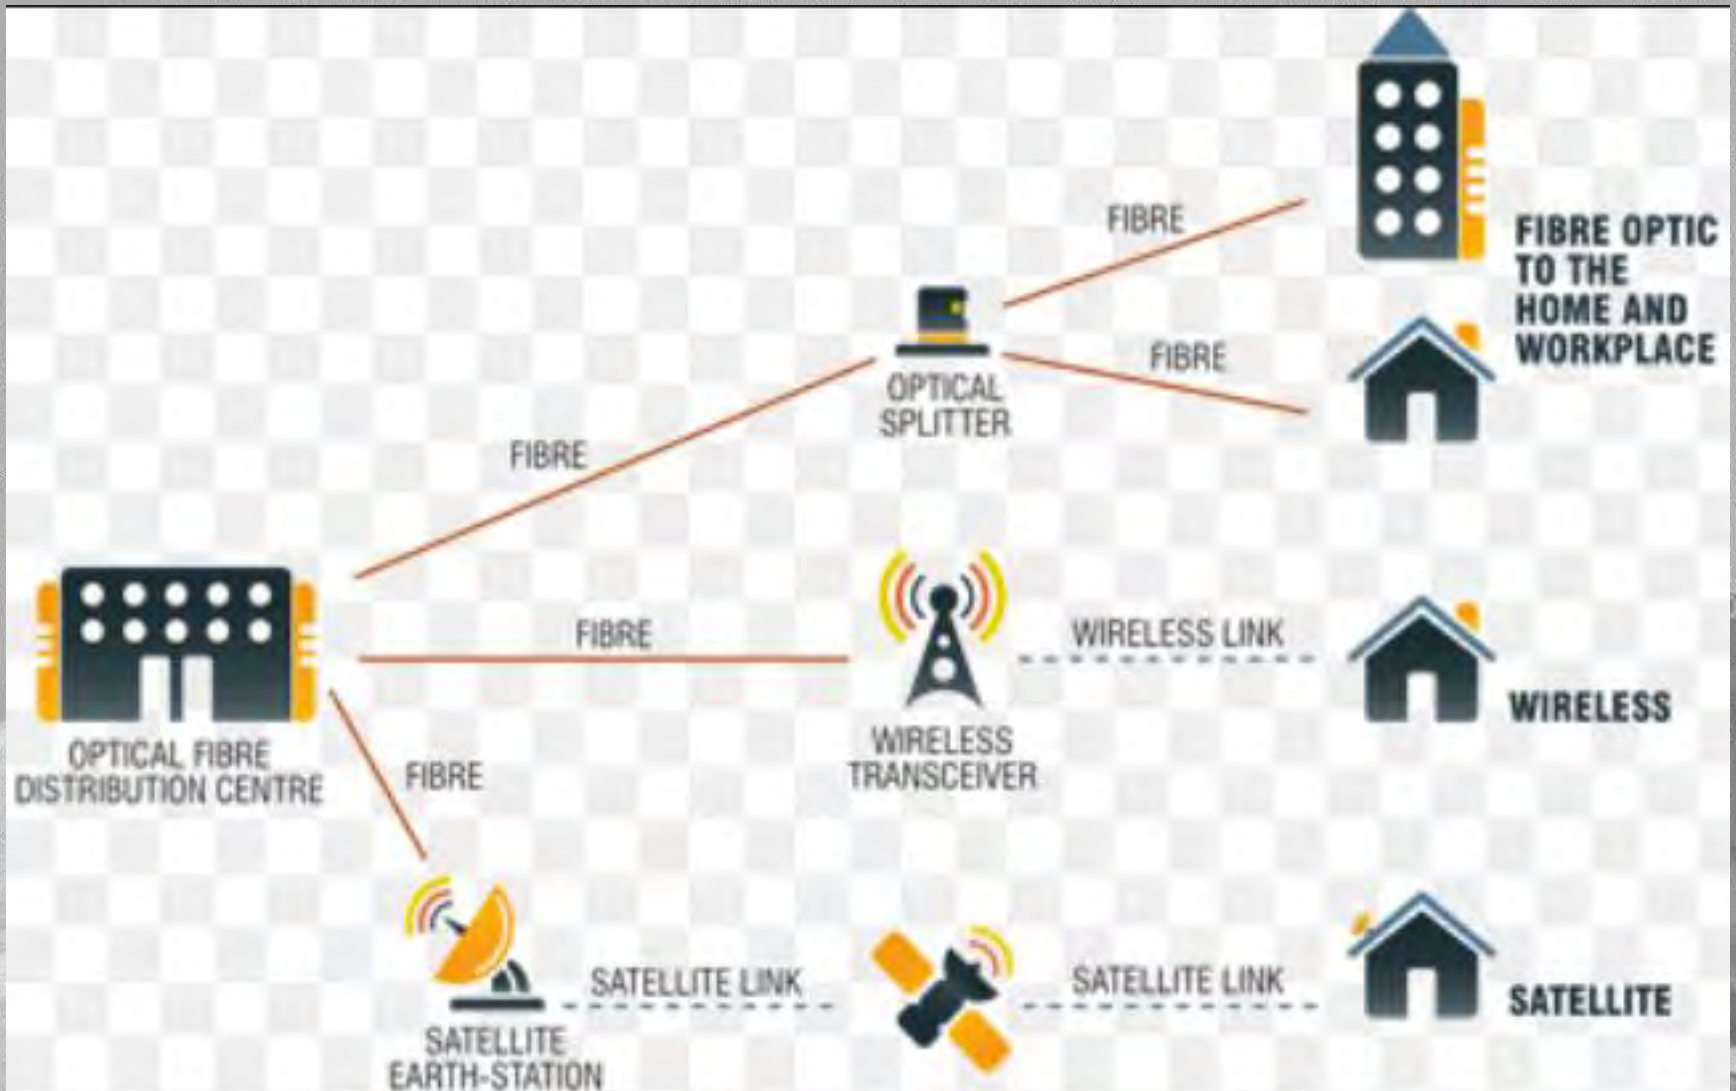 FIBRE
FIBRE OPTIC
TO THE
HOME AND
WORKPLACE
FIBRE
OPTICAL
SPLITTER
FIBRE
FIBRE
WIRELESS LINK
WIRELESS
WIRELESS
TRANSCEIVER
OPTICAL FIBRE
DISTRIBUTION CENTRE
FIBRE
SATELLITE LINK
SATELLITE LINK
SATELLITE
SATELLITE
EARTH-STATION